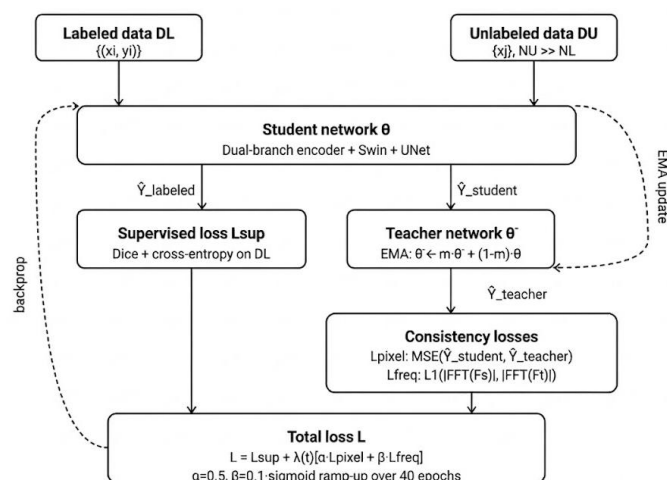 Labeled data DL
{(xi, yi)}
Unlabeled data DU
{xj}, NU >> NL
Student network θ
Dual-branch encoder + Swin + UNet
EMA update
Ŷ_labeled
Ŷ_student
Supervised loss Lsup
Dice + cross-entropy on DL
Teacher network θ⁻
EMA: θ⁻ ← m·θ⁻ + (1-m)·θ
backprop
Ŷ_teacher
Consistency losses
Lpixel: MSE(Ŷ_student, Ŷ_teacher)
Lfreq: L1(|FFT(Fs)|, |FFT(Ft)|)
Total loss L
L = Lsup + λ(t)[α·Lpixel + β·Lfreq]
α=0.5, β=0.1·sigmoid ramp-up over 40 epochs